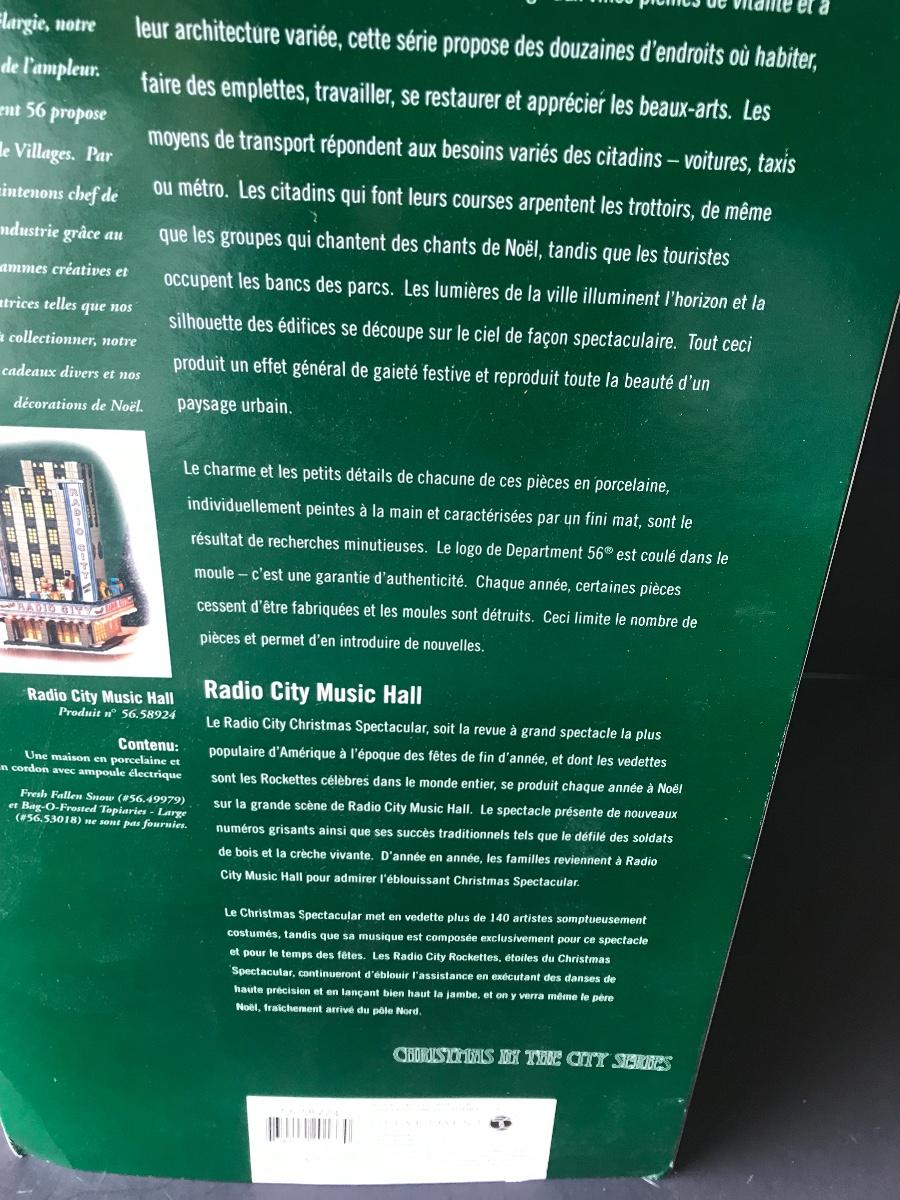 largie, notre
de l'ampleur.
ent 56 propose
le Villages. Par
intenons chef de
ndustrie grâce au
ammes créatives et
atrices telles que nos
à collectionner, notre
cadeaux divers et nos
décorations de Noël.
pleines de vitalité et à
leur architecture variée, cette série propose des douzaines d'endroits où habiter,
faire des emplettes, travailler, se restaurer et apprécier les beaux-arts. Les
moyens de transport répondent aux besoins variés des citadins – voitures, taxis
ou métro. Les citadins qui font leurs courses arpentent les trottoirs, de même
que les groupes qui chantent des chants de Noël, tandis que les touristes
occupent les bancs des parcs. Les lumières de la ville illuminent l'horizon et la
silhouette des édifices se découpe sur le ciel de façon spectaculaire. Tout ceci
produit un effet général de gaieté festive et reproduit toute la beauté d'un
paysage urbain.
Le charme et les petits détails de chacune de ces pièces en porcelaine,
individuellement peintes à la main et caractérisées par un fini mat, sont le
résultat de recherches minutieuses. Le logo de Department 56® est coulé dans le
moule – c'est une garantie d'authenticité. Chaque année, certaines pièces
cessent d'être fabriquées et les moules sont détruits. Ceci limite le nombre de
pièces et permet d'en introduire de nouvelles.
RADIO CITY
RADIO CITY
Radio City Music Hall
Produit n° 56.58924
Contenu:
Une maison en porcelaine et
n cordon avec ampoule électrique
Fresh Fallen Snow (#56.49979)
et Bag-O-Frosted Topiaries - Large
(#56.53018) ne sont pas fournies.
Radio City Music Hall
Le Radio City Christmas Spectacular, soit la revue à grand spectacle la plus
populaire d'Amérique à l'époque des fêtes de fin d'année, et dont les vedettes
sont les Rockettes célèbres dans le monde entier, se produit chaque année à Noël
sur la grande scène de Radio City Music Hall. Le spectacle présente de nouveaux
numéros grisants ainsi que ses succès traditionnels tels que le défilé des soldats
de bois et la crèche vivante. D'année en année, les familles reviennent à Radio
City Music Hall pour admirer l'éblouissant Christmas Spectacular.
Le Christmas Spectacular met en vedette plus de 140 artistes somptueusement
costumés, tandis que sa musique est composée exclusivement pour ce spectacle
et pour le temps des fêtes. Les Radio City Rockettes, étoiles du Christmas
Spectacular, continueront d'éblouir l'assistance en exécutant des danses de
haute précision et en lançant bien haut la jambe, et on y verra même le père
Noël, fraîchement arrivé du pôle Nord.
CHRISTMAS IN THE CITY SERIES